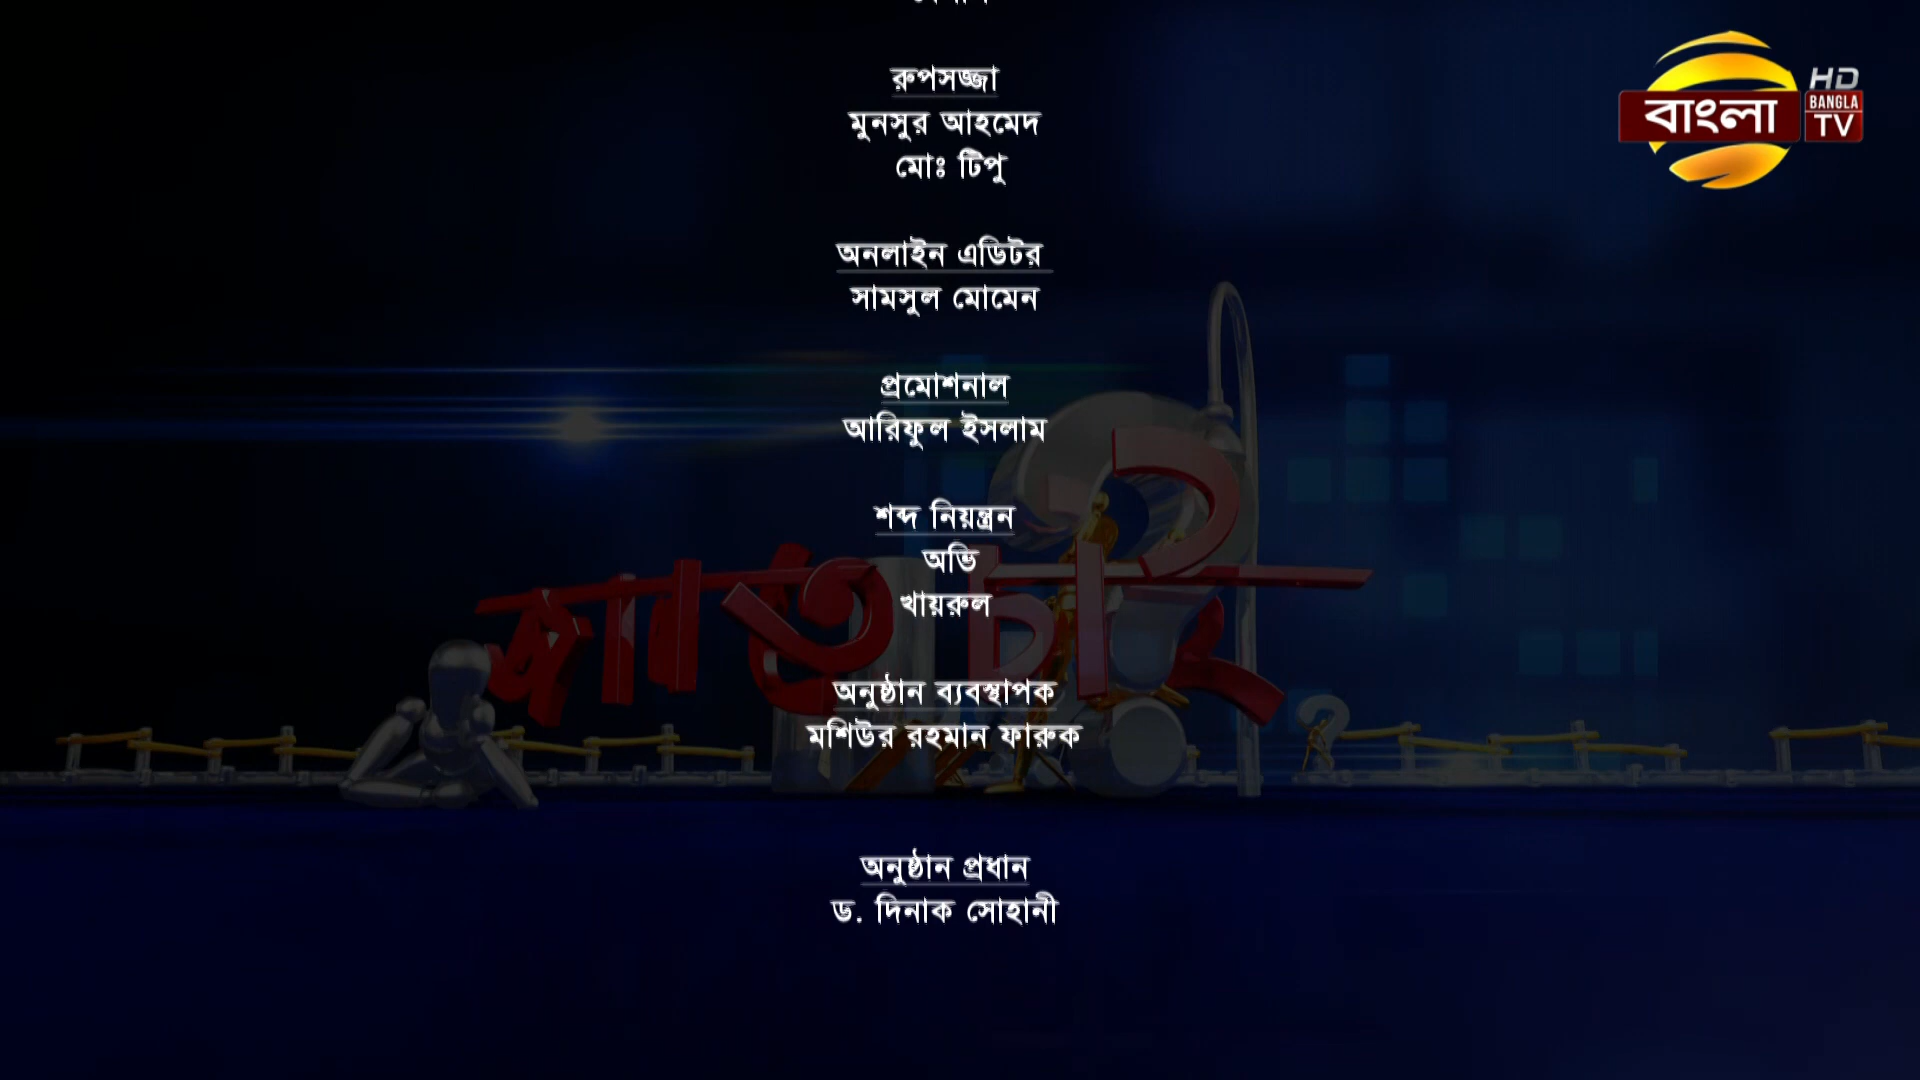 রুপসজ্জা
মুনসুর আহমেদ
মোঃ টিপু
অনলাইন এডিটর
সামসুল মোমেন
প্রমোশনাল
আরিফুল ইসলাম
শব্দ নিয়ন্ত্রন
অভি
খায়রুল
অনুষ্ঠান ব্যবস্থাপক
মশিউর রহমান ফারুক
অনুষ্ঠান প্রধান
ড. দিনাক সোহানী
বাংলা
HD
BANGLA
TV
জানতে চাই
?